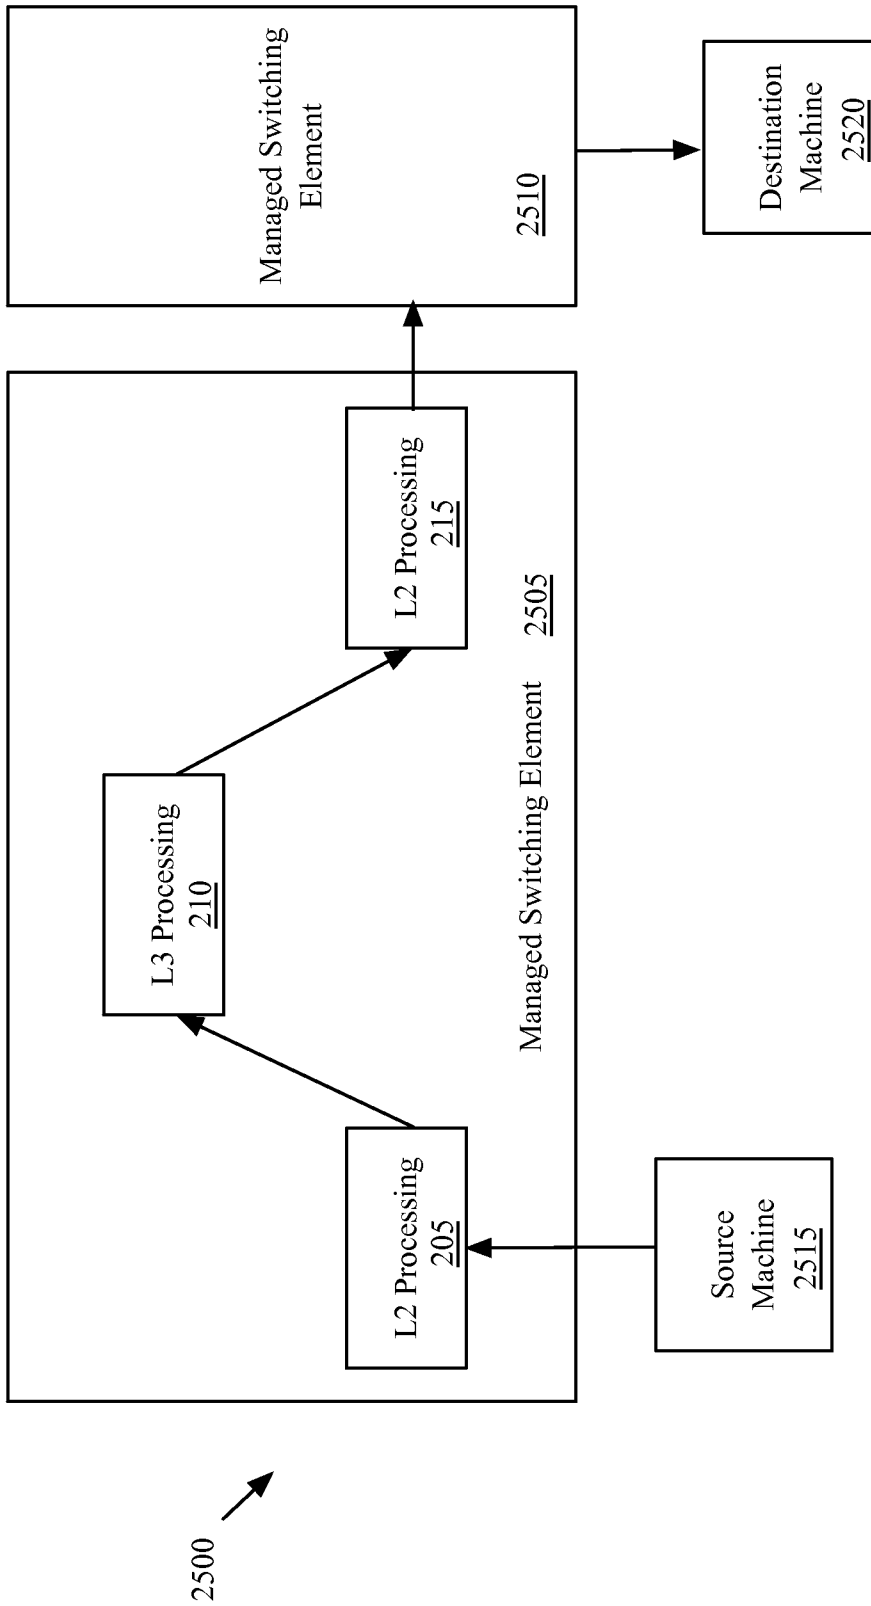 2500
L2 Processing
205
L3 Processing
210
L2 Processing
215
Managed Switching Element
2505
Managed Switching
Element
2510
Source
Machine
2515
Destination
Machine
2520